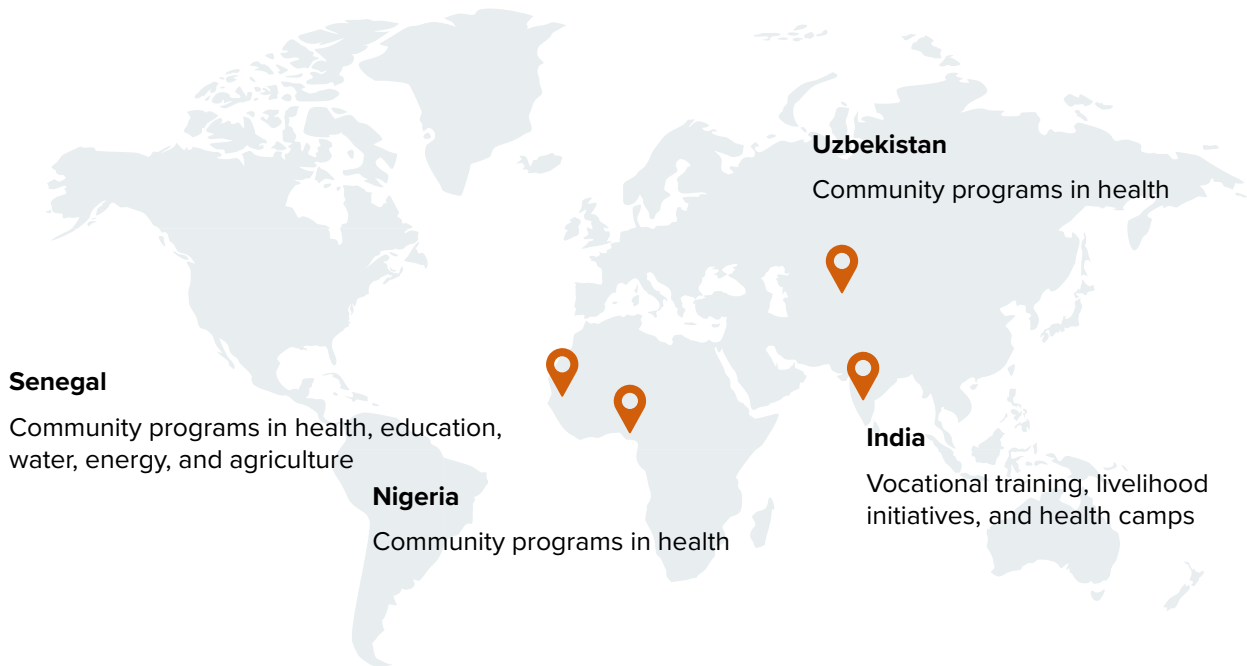 Uzbekistan
Community programs in health
Senegal
Community programs in health, education,
water, energy, and agriculture
Nigeria
Community programs in health
India
Vocational training, livelihood
initiatives, and health camps